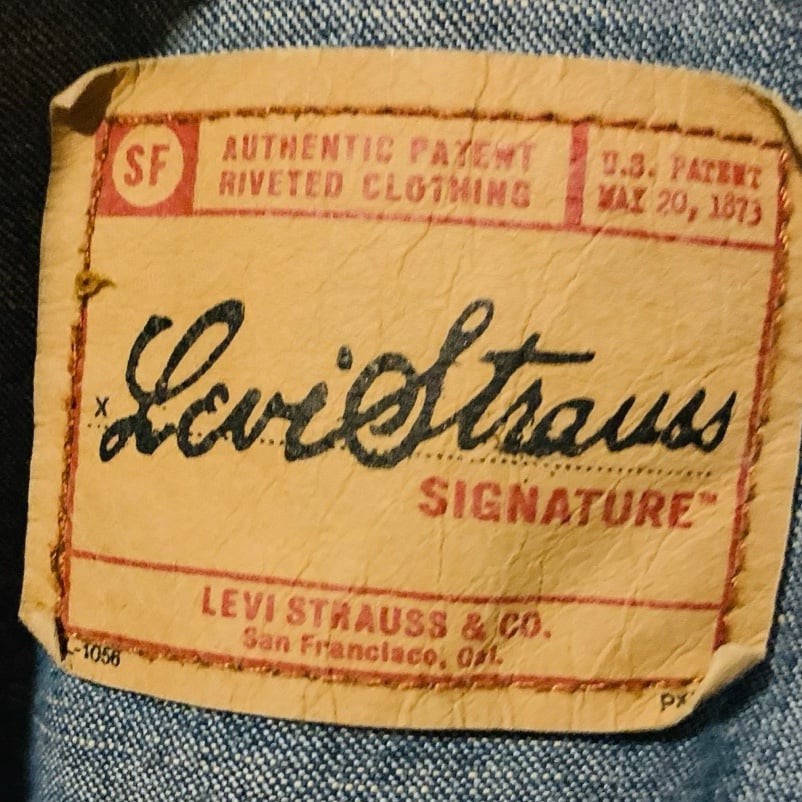 SF
AUTHENTIC PATENT
RIVETED CLOTHING
U.S. PATENT
MAY 20, 1873
x Levi Strauss
SIGNATURE™
LEVI STRAUSS & CO.
San Francisco, Cal.
-1056